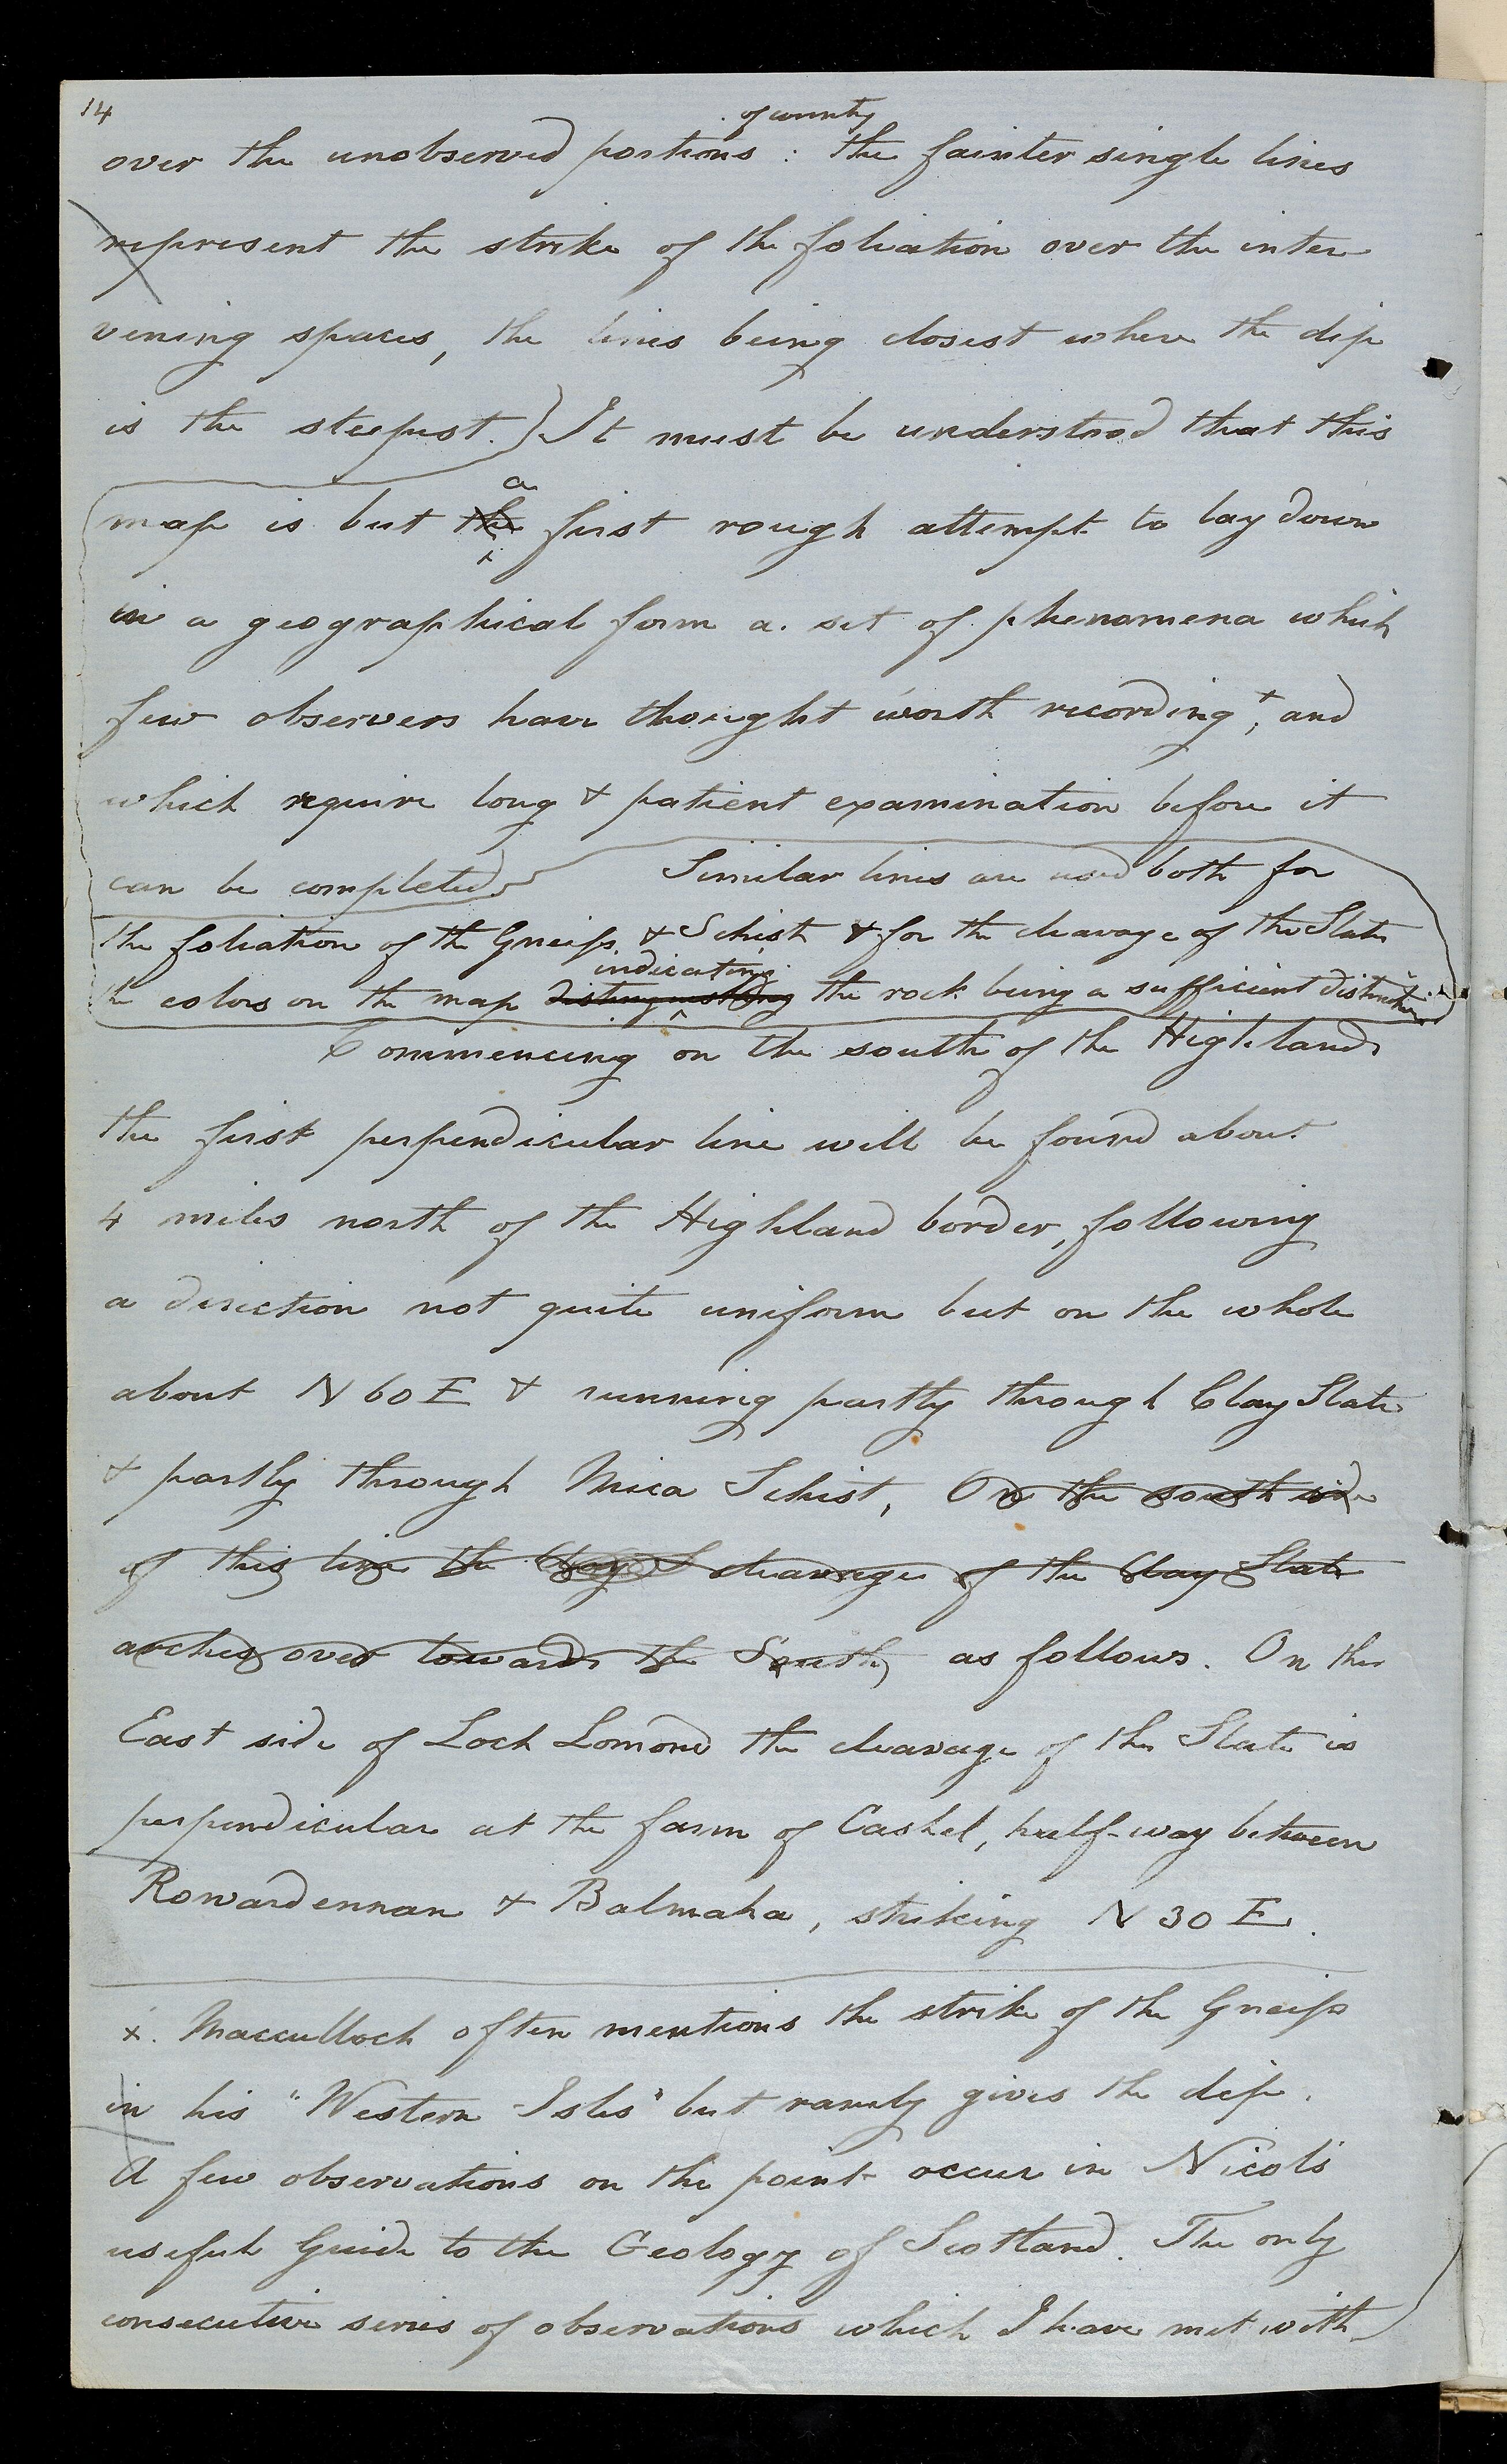 14
of country
over the unobserved portions : the fainter single lines
represent the strike of the foliation over the inter
vening spaces, the lines being closest where the dip
is the steepest.) It must be understood that this
a
map is but the first rough attempt to lay down
in a geographical form a set of phenomena which
few observers have thought worth recording x, and
which require long & patient examination before it
can be completed. Similar lines are used both for
the foliation of the Gneiss & Schist & for the cleavage of the Slate
indicating
the colors on the map distinguishing the rock being a sufficient distinction.
Commencing on the south of the Highlands
the first perpendicular line will be found about
4 miles north of the Highland border, following
a direction not quite uniform but on the whole
about N 60 E & running partly through Clay Slate
& partly through Mica Schist, On the south side
of this line the Clay S cleavage of the Clay Slate
arches over towards the South, as follows. On the
East side of Loch Lomond the cleavage of the Slate is
perpendicular at the farm of Cashel, half-way between
Rowardennan & Balmaha, striking N 30 E.
x. Macculloch often mentions the strike of the Gneiss
in his "Western Isles" but rarely gives the dip.
A few observations on the point occur in Nicol's
useful Guide to the Geology of Scotland. The only
consecutive series of observations which I have met with